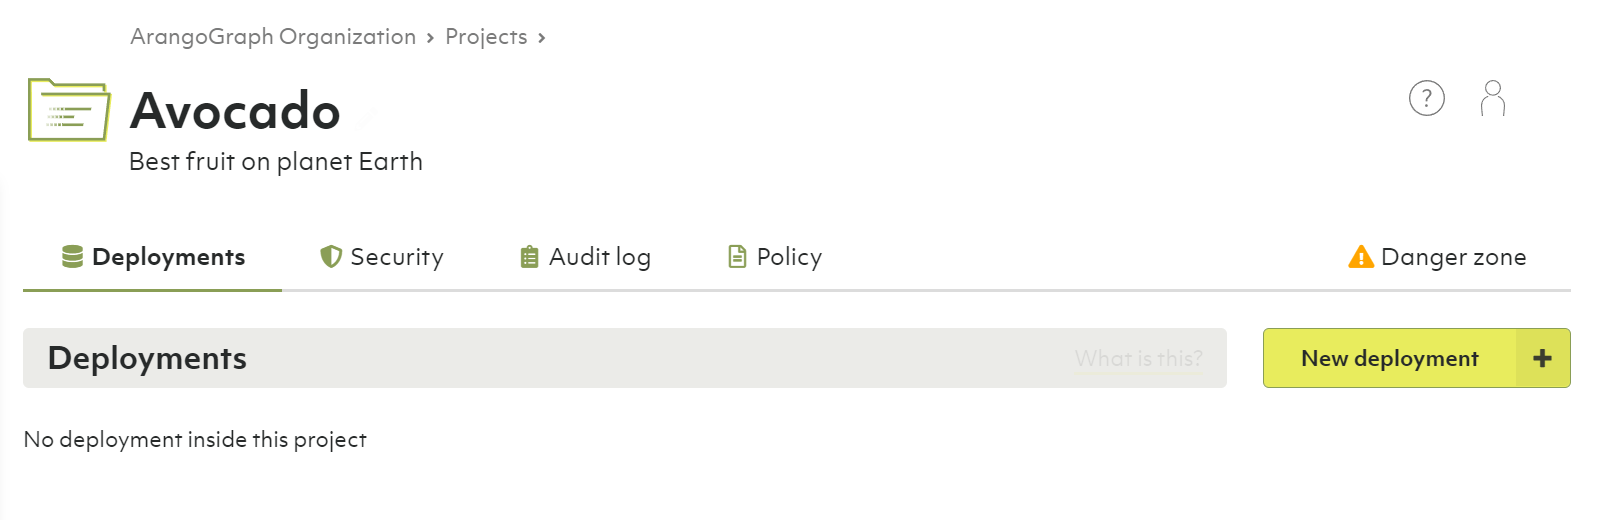 ArangoGraph Organization > Projects >
Avocado
?
Best fruit on planet Earth
Deployments Security Audit log Policy Danger zone
Deployments What is this? New deployment +
No deployment inside this project